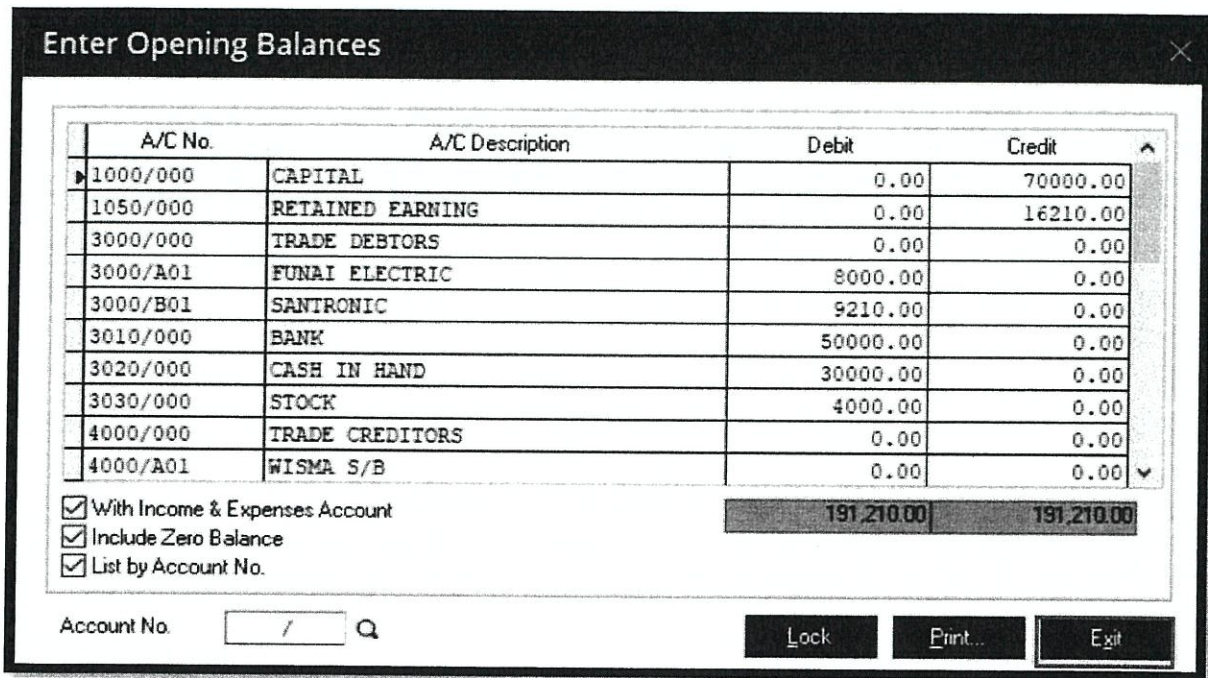 Enter Opening Balances
A/C No. A/C Description Debit Credit
1000/000 CAPITAL 0.00 70000.00
1050/000 RETAINED EARNING 0.00 16210.00
3000/000 TRADE DEBTORS 0.00 0.00
3000/A01 FUNAI ELECTRIC 8000.00 0.00
3000/B01 SANTRONIC 9210.00 0.00
3010/000 BANK 50000.00 0.00
3020/000 CASH IN HAND 30000.00 0.00
3030/000 STOCK 4000.00 0.00
4000/000 TRADE CREDITORS 0.00 0.00
4000/A01 WISMA S/B 0.00 0.00
With Income & Expenses Account 191,210.00 191,210.00
Include Zero Balance
List by Account No.
Account No. / Lock Print... Exit